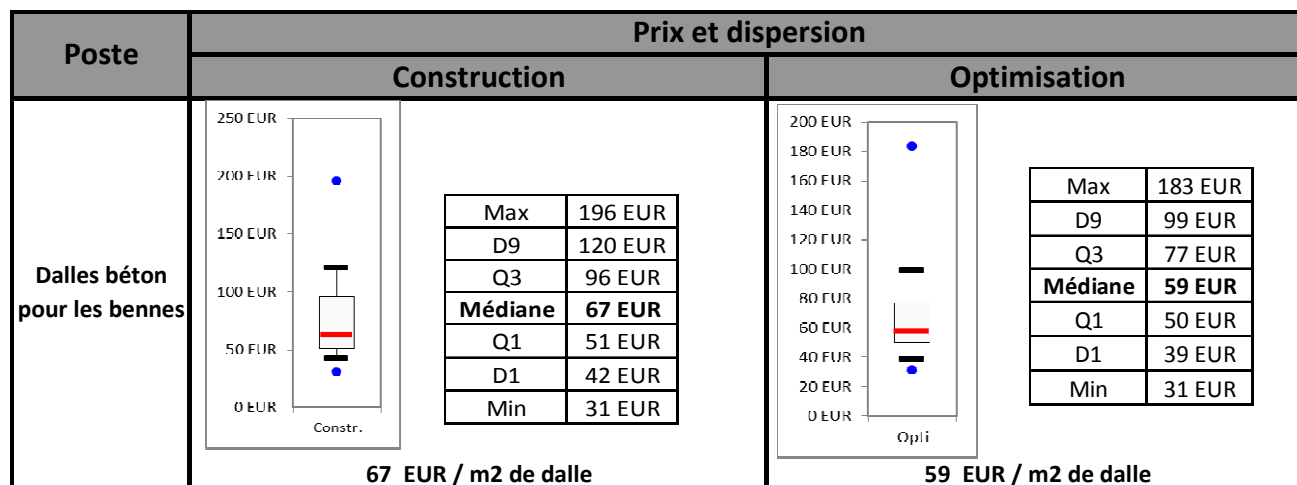 Poste
Prix et dispersion
Construction
Optimisation
Dalles béton
pour les bennes
250 EUR
200 EUR
150 EUR
100 EUR
50 EUR
0 EUR
Constr.
Max 196 EUR
D9 120 EUR
Q3 96 EUR
Médiane 67 EUR
Q1 51 EUR
D1 42 EUR
Min 31 EUR
67 EUR / m2 de dalle
200 EUR
180 EUR
160 EUR
140 EUR
120 EUR
100 EUR
80 EUR
60 EUR
40 EUR
20 EUR
0 EUR
Opti
Max 183 EUR
D9 99 EUR
Q3 77 EUR
Médiane 59 EUR
Q1 50 EUR
D1 39 EUR
Min 31 EUR
59 EUR / m2 de dalle